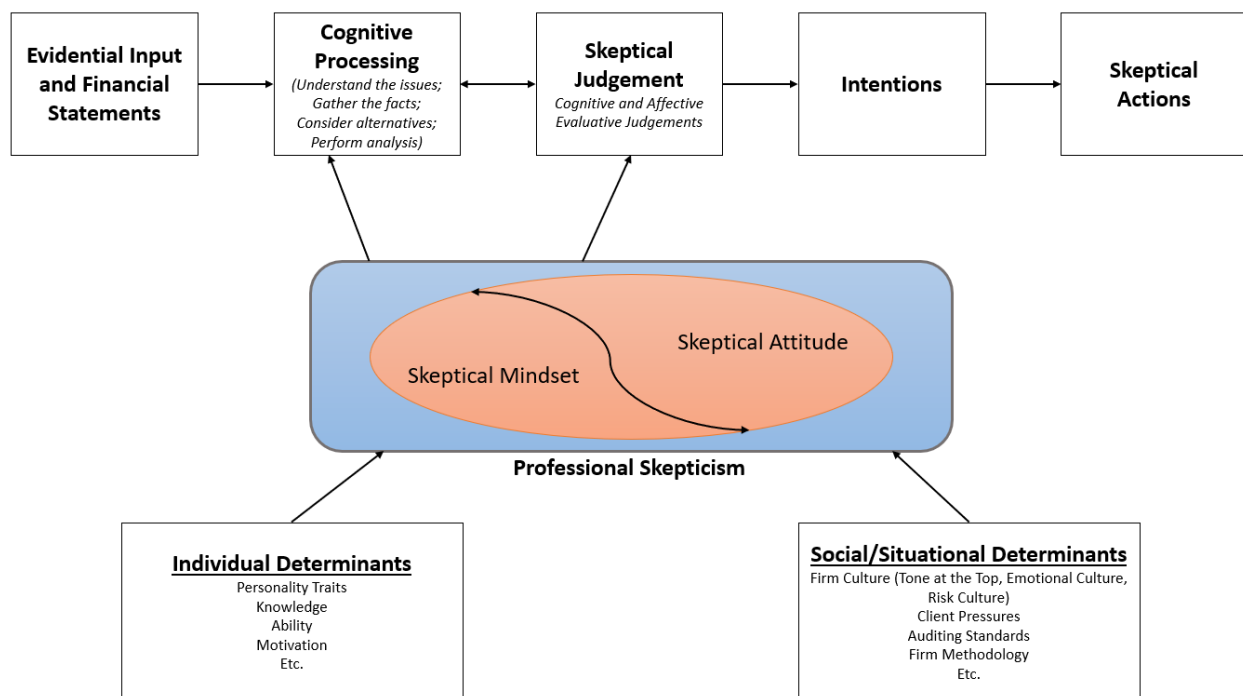 Evidential Input
and Financial
Statements
Cognitive
Processing
(Understand the issues;
Gather the facts;
Consider alternatives;
Perform analysis)
Skeptical
Judgement
Cognitive and Affective
Evaluative Judgements
Intentions
Skeptical
Actions
Skeptical Attitude
Skeptical Mindset
Professional Skepticism
Individual Determinants
Personality Traits
Knowledge
Ability
Motivation
Etc.
Social/Situational Determinants
Firm Culture (Tone at the Top, Emotional Culture,
Risk Culture)
Client Pressures
Auditing Standards
Firm Methodology
Etc.